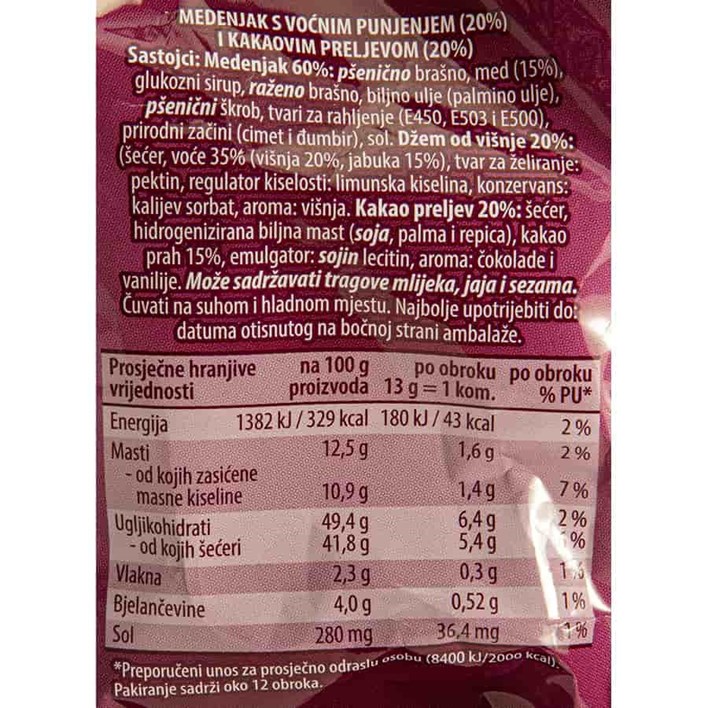 MEDENJAK S VOĆNIM PUNJENJEM (20%)
I KAKAOVIM PRELJEVOM (20%)
Sastojci: Medenjak 60%: pšenično brašno, med (15%),
glukozni sirup, raženo brašno, biljno ulje (palmino ulje),
pšenični škrob, tvari za rahljenje (E450, E503 i E500),
prirodni začini (cimet i đumbir), sol. Džem od višnje 20%:
(šećer, voće 35% (višnja 20%, jabuka 15%), tvar za želiranje:
pektin, regulator kiselosti: limunska kiselina, konzervans:
kalijev sorbat, aroma: višnja. Kakao preljev 20%: šećer,
hidrogenizirana biljna mast (soja, palma i repica), kakao
prah 15%, emulgator: sojin lecitin, aroma: čokolade i
vanilije. Može sadržavati tragove mlijeka, jaja i sezama.
Čuvati na suhom i hladnom mjestu. Najbolje upotrijebiti do:
datuma otisnutog na bočnoj strani ambalaže.
Prosječne hranjive na 100 g po obroku po obroku
vrijednosti proizvoda 13 g = 1 kom. % PU*
Energija 1382 kJ / 329 kcal 180 kJ / 43 kcal 2 %
Masti 12,5 g 1,6 g 2 %
- od kojih zasićene
masne kiseline 10,9 g 1,4 g 7 %
Ugljikohidrati 49,4 g 6,4 g 2 %
- od kojih šećeri 41,8 g 5,4 g %
Vlakna 2,3 g 0,3 g 1 %
Bjelančevine 4,0 g 0,52 g 1 %
Sol 280 mg 36,4 mg 1 %
*Preporučeni unos za prosječno odraslu osobu (8400 kJ/2000 kcal).
Pakiranje sadrži oko 12 obroka.